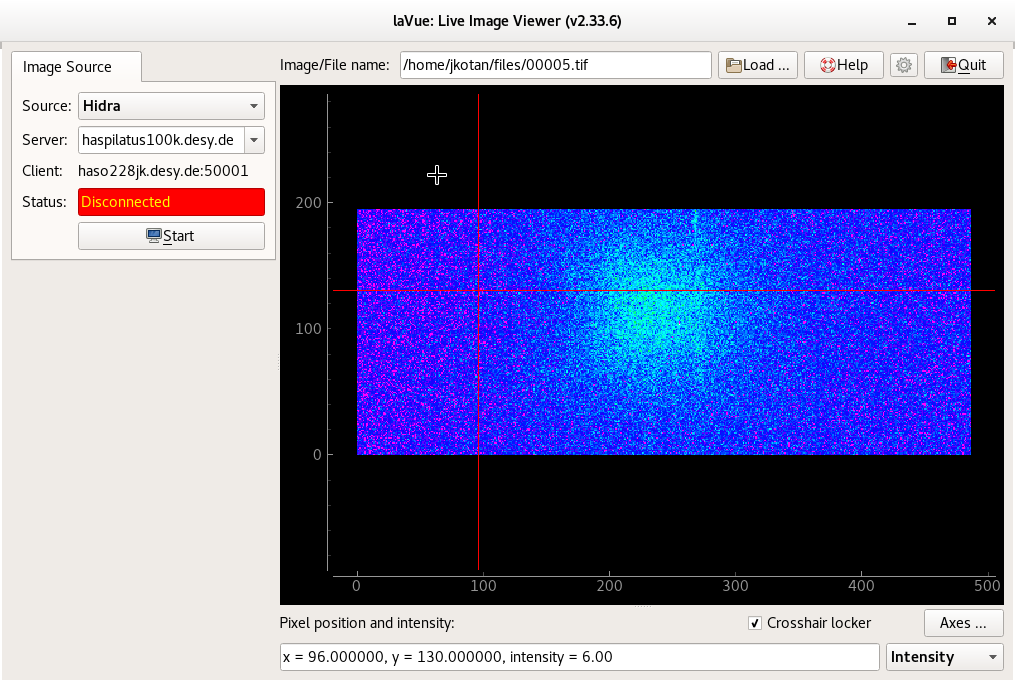 laVue: Live Image Viewer (v2.33.6)
Image Source
Image/File name: /home/jkotan/files/00005.tif Load ... Help Quit
Source: Hidra
Server: haspilatus100k.desy.de
Client: haso228jk.desy.de:50001
Status: Disconnected
Start
200
100
0
0 100 200 300 400 500
Pixel position and intensity: Crosshair locker Axes ...
x = 96.000000, y = 130.000000, intensity = 6.00 Intensity